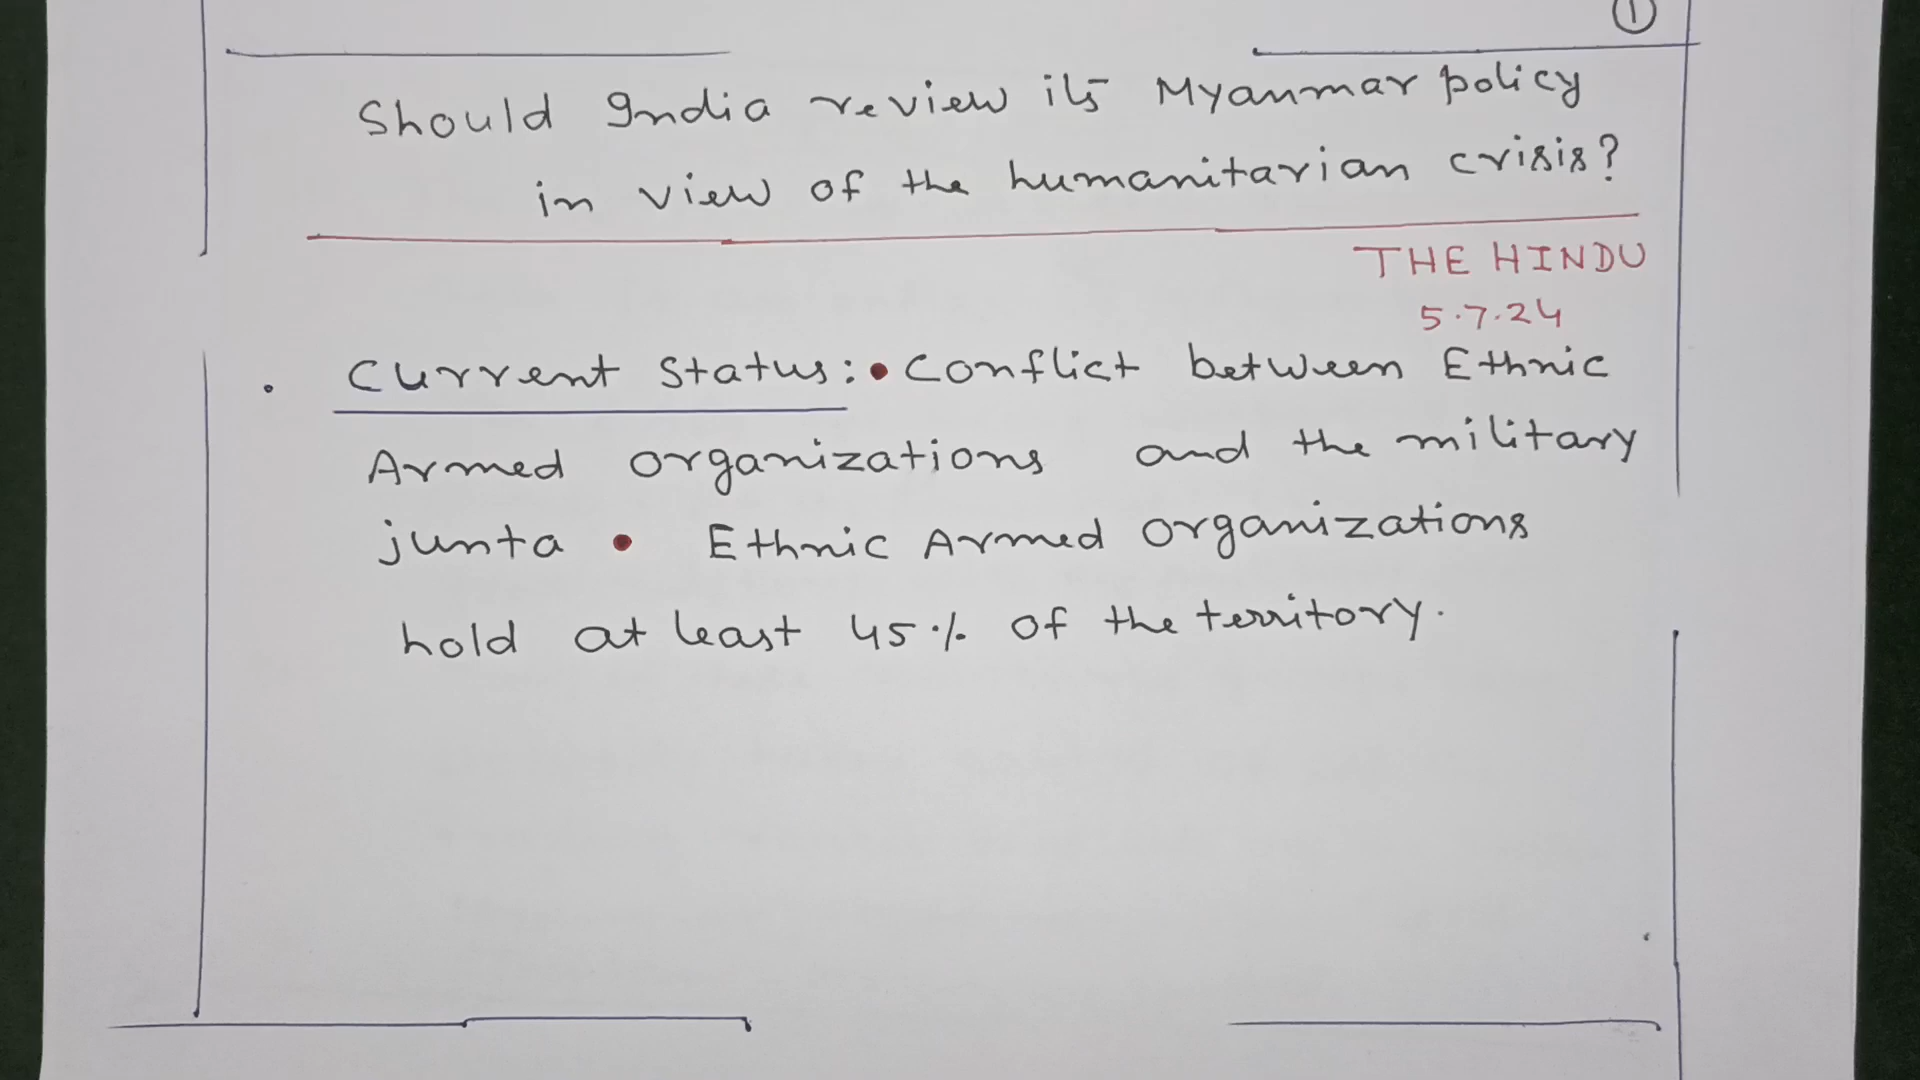 1
Should India review its Myanmar policy
in view of the humanitarian crisis?
THE HINDU
5.7.24
• Current Status: • Conflict between Ethnic
Armed organizations and the military
junta • Ethnic Armed Organizations
hold at least 45% of the territory.